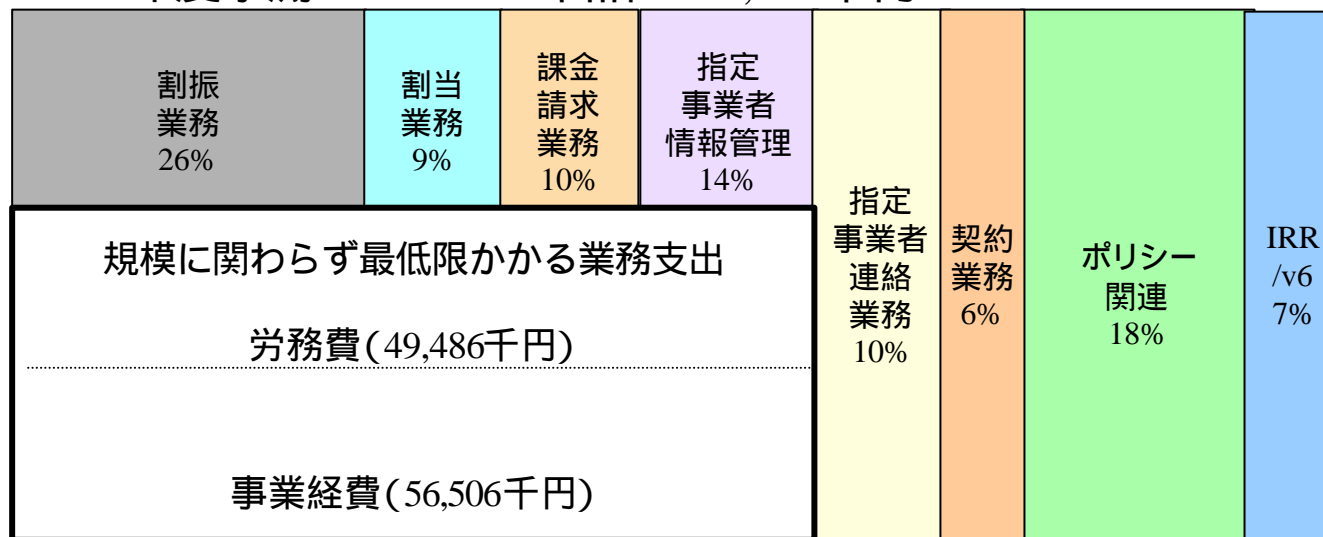 割振
業務
26%
割当
業務
9%
課金
請求
業務
10%
指定
事業者
情報管理
14%
指定
事業者
連絡
業務
10%
契約
業務
6%
ポリシー
関連
18%
IRR
/v6
7%
規模に関わらず最低限かかる業務支出
労務費(49,486千円)
事業経費(56,506千円)